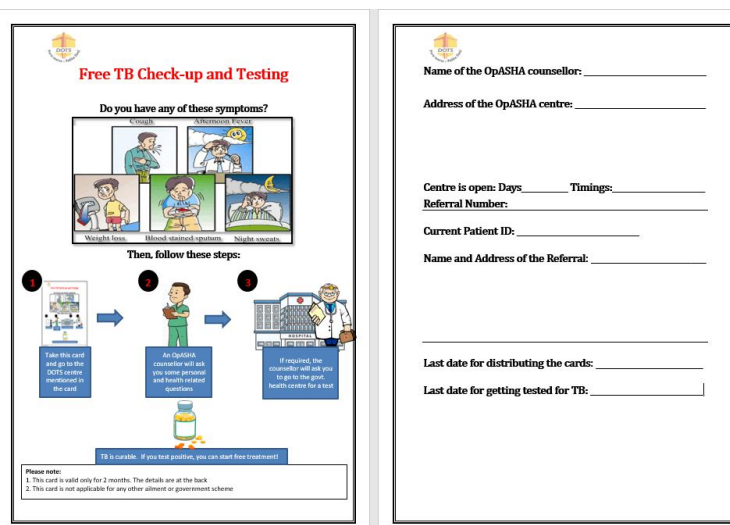 DOTS
Free TB Check-up and Testing
Do you have any of these symptoms?
Cough
Afternoon Fever
Weight loss
Blood stained sputum
Night sweats
Then, follow these steps:
1
2
3
HOSPITAL
Take this card
and go to the
DOTS centre
mentioned in
the card
An OpASHA
counsellor will ask
you some personal
and health related
questions
If required, the
counsellor will ask you
to go to the govt.
health centre for a test
TB is curable. If you test positive, you can start free treatment!
Please note:
1. This card is valid only for 2 months. The details are at the back
2. This card is not applicable for any other ailment or government scheme
DOTS
Name of the OpASHA counsellor:
Address of the OpASHA centre:
Centre is open: Days Timings:
Referral Number:
Current Patient ID:
Name and Address of the Referral:
Last date for distributing the cards:
Last date for getting tested for TB: